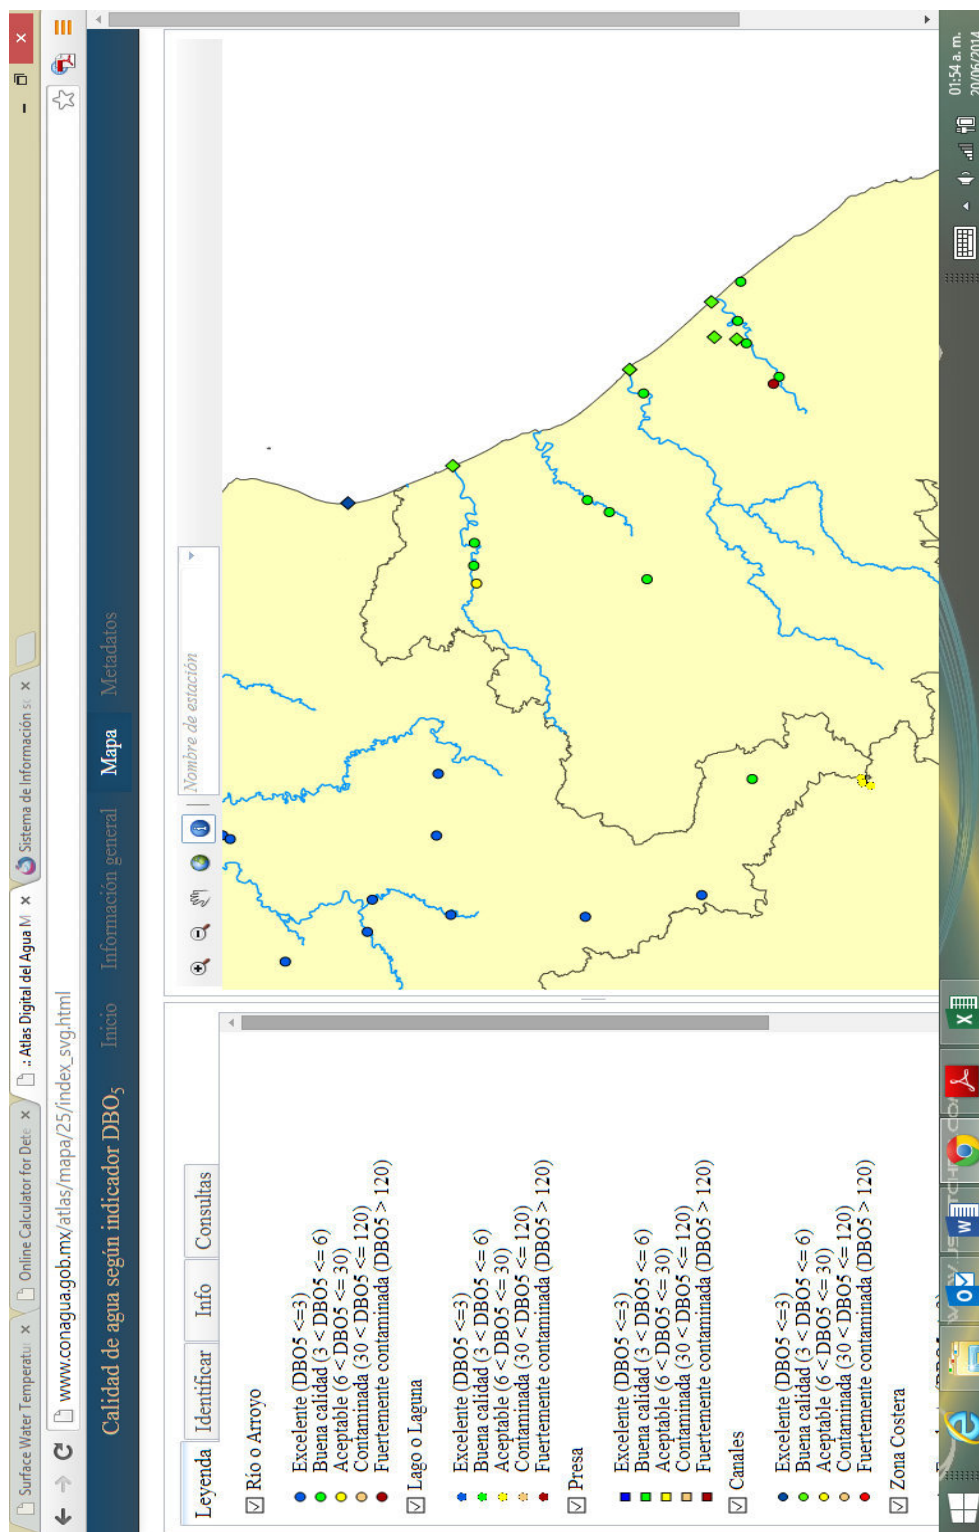 Surface Water Temperatu ×
Online Calculator for Dete ×
.: Atlas Digital del Agua M ×
Sistema de Información s ×
www.conagua.gob.mx/atlas/mapa/25/index_svg.html
Calidad de agua según indicador DBO5
Inicio
Información general
Mapa
Metadatos
Leyenda
Identificar
Info
Consultas
Río o Arroyo
Excelente (DBO5 <=3)
Buena calidad (3 < DBO5 <= 6)
Aceptable (6 < DBO5 <= 30)
Contaminada (30 < DBO5 <= 120)
Fuertemente contaminada (DBO5 > 120)
Lago o Laguna
Excelente (DBO5 <=3)
Buena calidad (3 < DBO5 <= 6)
Aceptable (6 < DBO5 <= 30)
Contaminada (30 < DBO5 <= 120)
Fuertemente contaminada (DBO5 > 120)
Presa
Excelente (DBO5 <=3)
Buena calidad (3 < DBO5 <= 6)
Aceptable (6 < DBO5 <= 30)
Contaminada (30 < DBO5 <= 120)
Fuertemente contaminada (DBO5 > 120)
Canales
Excelente (DBO5 <=3)
Buena calidad (3 < DBO5 <= 6)
Aceptable (6 < DBO5 <= 30)
Contaminada (30 < DBO5 <= 120)
Fuertemente contaminada (DBO5 > 120)
Zona Costera
Nombre de estación
01:54 a. m.
20/06/2014